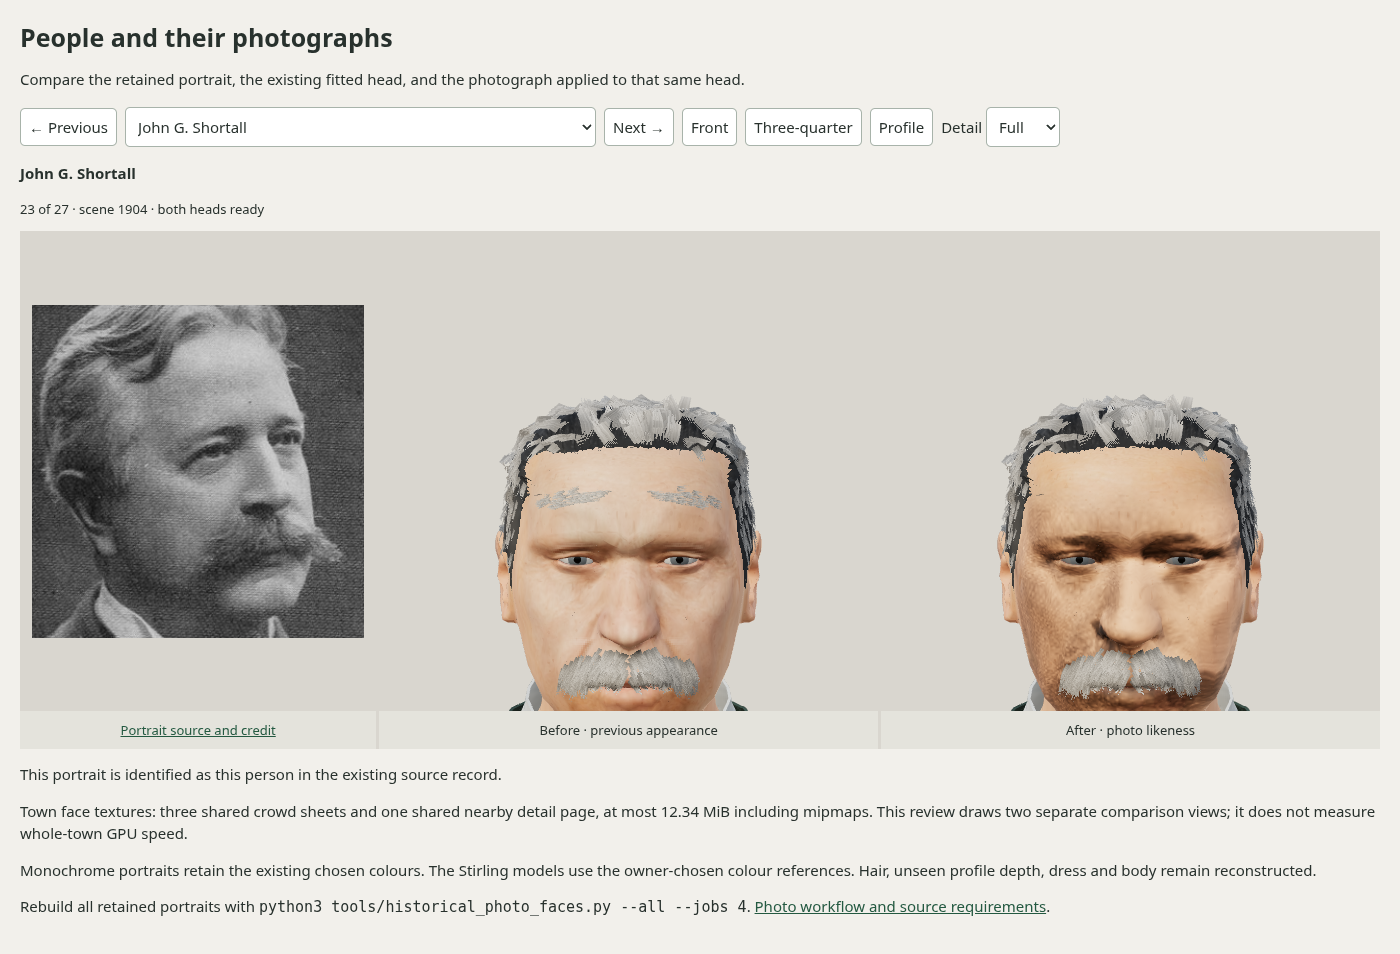 People and their photographs
Compare the retained portrait, the existing fitted head, and the photograph applied to that same head.
← Previous John G. Shortall Next → Front Three-quarter Profile Detail Full
John G. Shortall
23 of 27 · scene 1904 · both heads ready
Portrait source and credit Before · previous appearance After · photo likeness
This portrait is identified as this person in the existing source record.
Town face textures: three shared crowd sheets and one shared nearby detail page, at most 12.34 MiB including mipmaps. This review draws two separate comparison views; it does not measure
whole-town GPU speed.
Monochrome portraits retain the existing chosen colours. The Stirling models use the owner-chosen colour references. Hair, unseen profile depth, dress and body remain reconstructed.
Rebuild all retained portraits with python3 tools/historical_photo_faces.py --all --jobs 4. Photo workflow and source requirements.